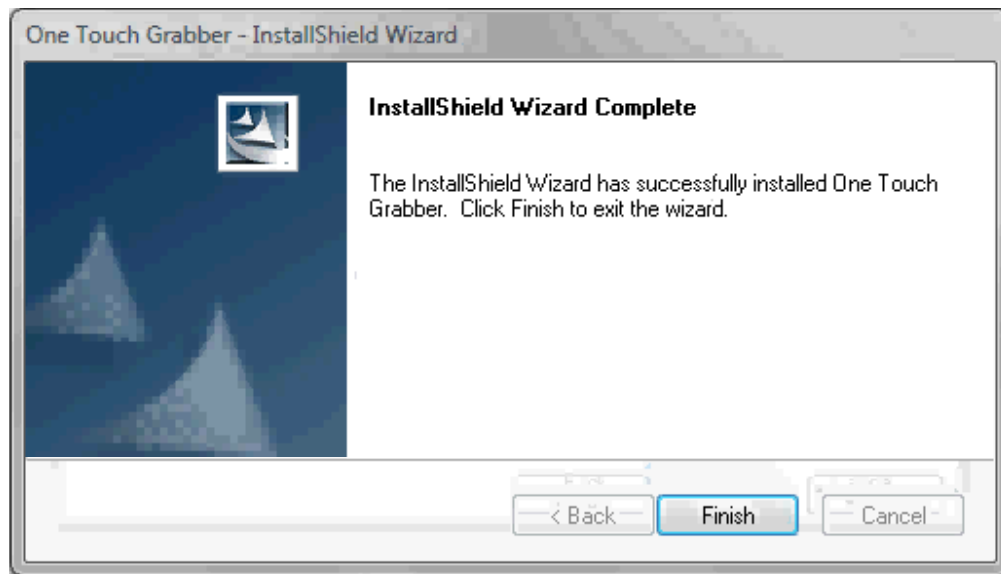 One Touch Grabber - InstallShield Wizard
InstallShield Wizard Complete
The InstallShield Wizard has successfully installed One Touch
Grabber. Click Finish to exit the wizard.
< Back
Finish
Cancel